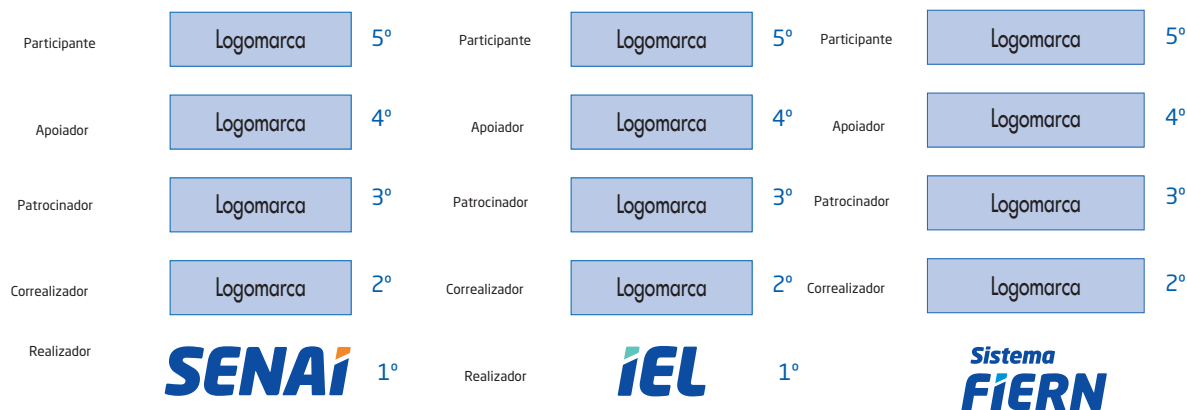 Participante Logomarca 5º Participante Logomarca 5º Participante Logomarca 5º
Apoiador Logomarca 4º Apoiador Logomarca 4º Apoiador Logomarca 4º
Patrocinador Logomarca 3º Patrocinador Logomarca 3º Patrocinador Logomarca 3º
Correalizador Logomarca 2º Correalizador Logomarca 2º Correalizador Logomarca 2º
Realizador SENAI 1º Realizador IEL 1º Sistema
FIERN